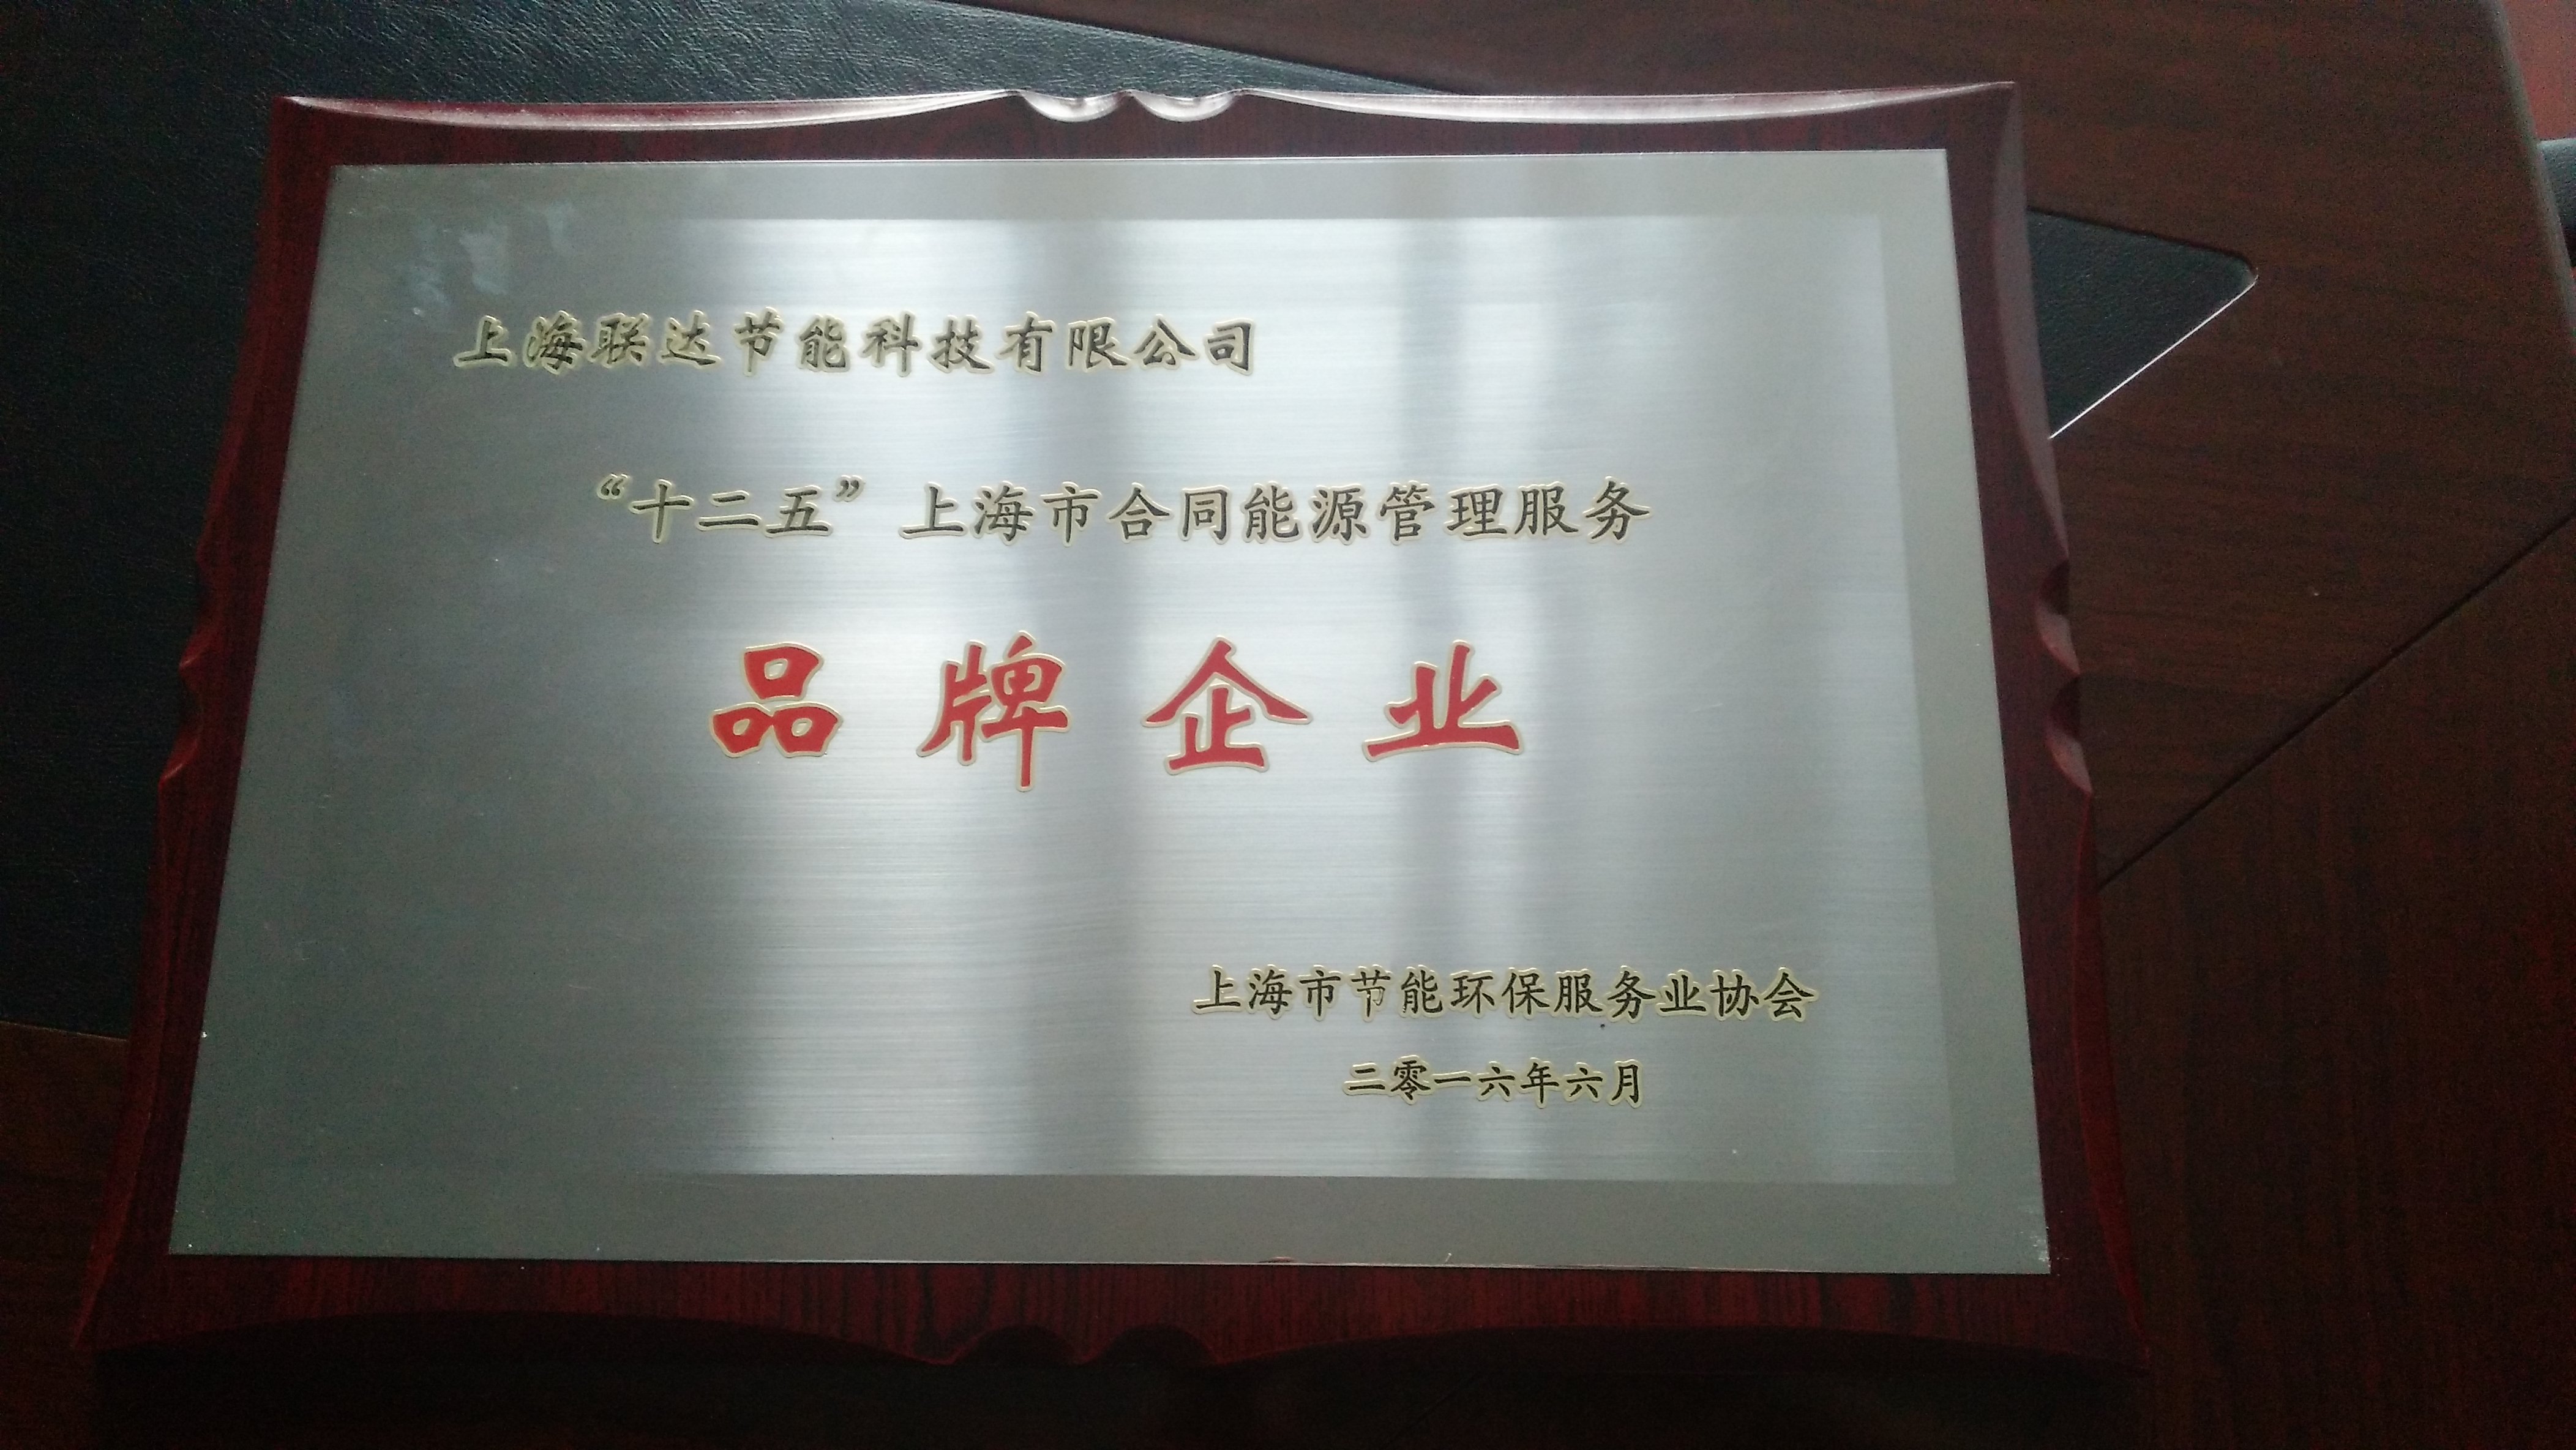 上海联达节能科技有限公司
“十二五”上海市合同能源管理服务
品牌企业
上海市节能环保服务业协会
二零一六年六月